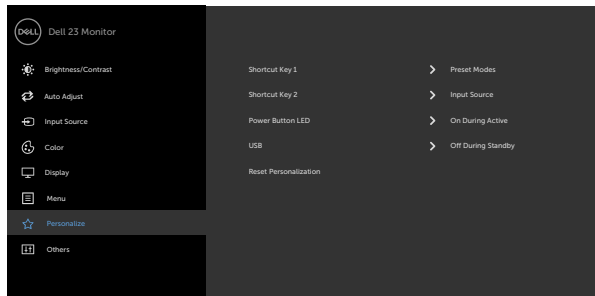 DELL Dell 23 Monitor
Brightness/Contrast Shortcut Key 1 Preset Modes
Auto Adjust Shortcut Key 2 Input Source
Input Source Power Button LED On During Active
Color USB Off During Standby
Display Reset Personalization
Menu
Personalize
Others